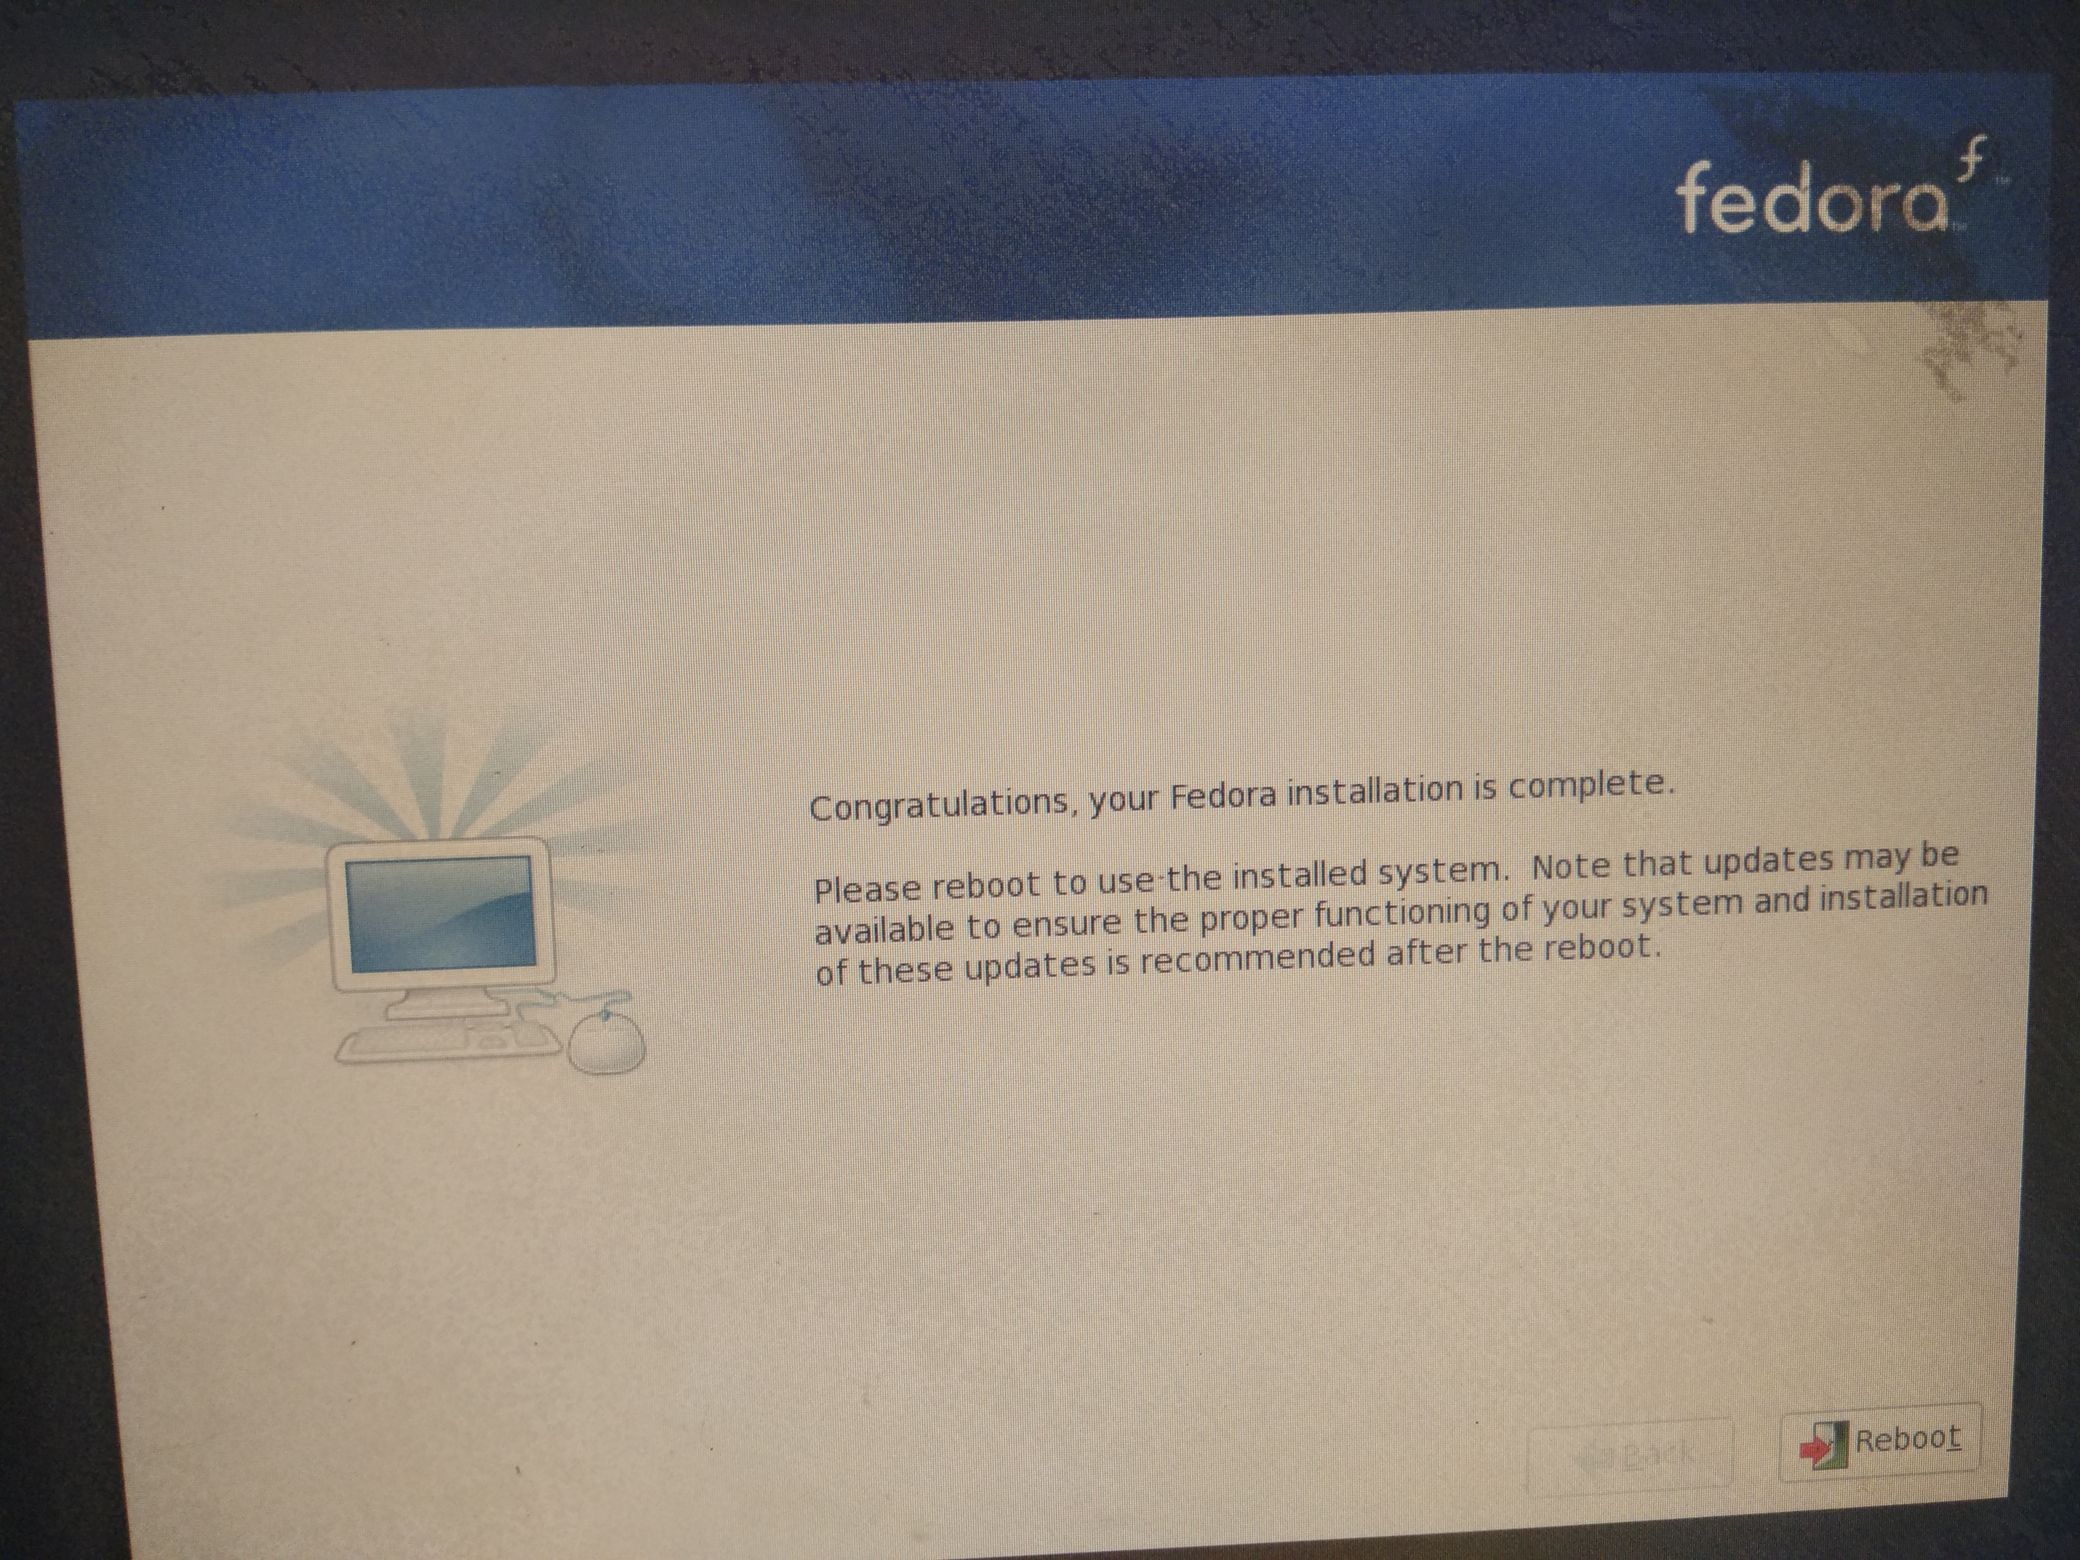 fedora f
Congratulations, your Fedora installation is complete.
Please reboot to use the installed system.  Note that updates may be
available to ensure the proper functioning of your system and installation
of these updates is recommended after the reboot.
Back
Reboot